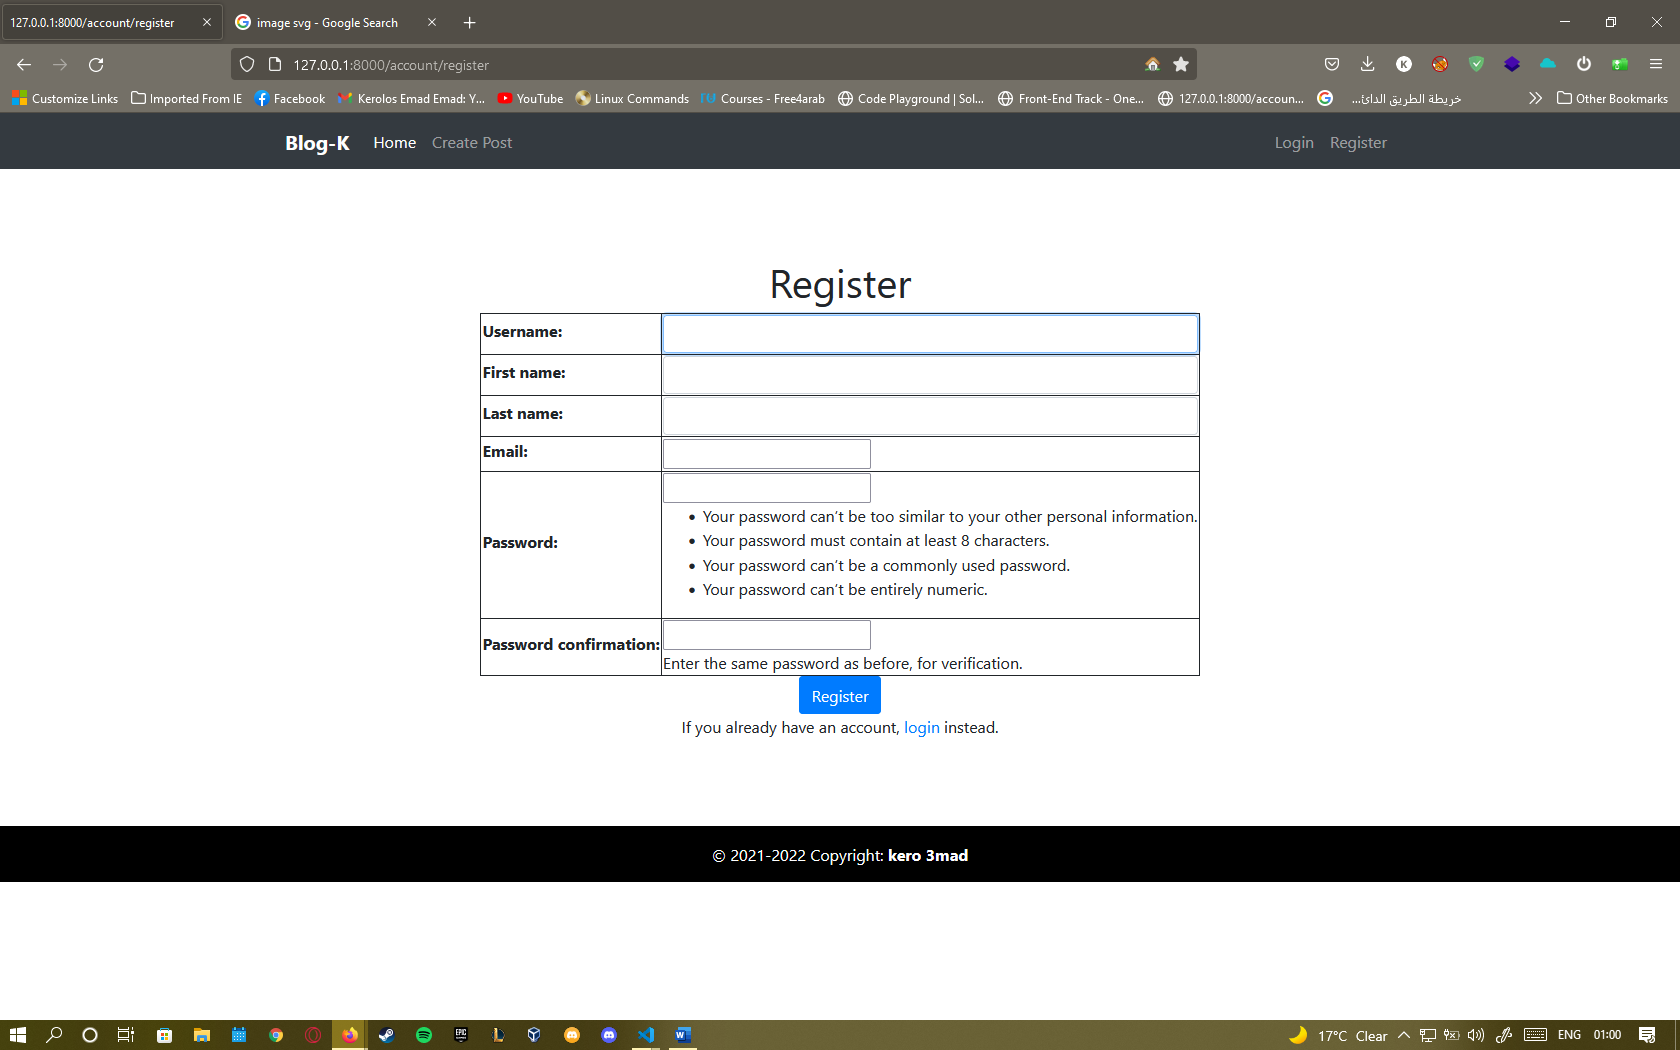 127.0.0.1:8000/account/register
image svg - Google Search
127.0.0.1:8000/account/register
Customize Links
Imported From IE
Facebook
Kerolos Emad Emad: Y...
YouTube
Linux Commands
Courses - Free4arab
Code Playground | Sol...
Front-End Track - One...
127.0.0.1:8000/accoun...
خريطة الطريق الدائ...
Other Bookmarks
Blog-K
Home
Create Post
Login
Register
Register
Username:
First name:
Last name:
Email:
Password:
• Your password can't be too similar to your other personal information.
• Your password must contain at least 8 characters.
• Your password can't be a commonly used password.
• Your password can't be entirely numeric.
Password confirmation:
Enter the same password as before, for verification.
Register
If you already have an account, login instead.
© 2021-2022 Copyright: kero 3mad
17°C Clear
ENG
01:00